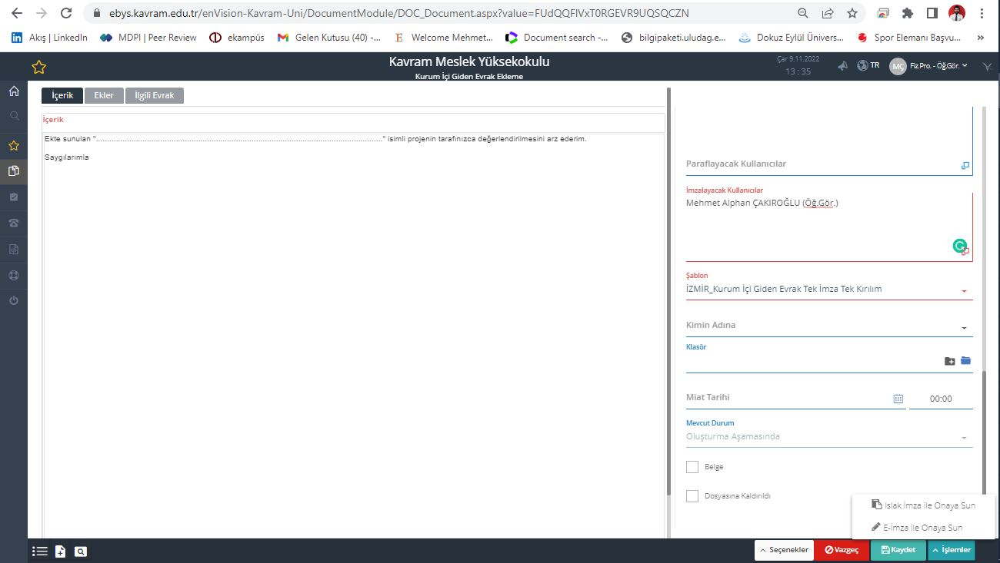 ebys.kavram.edu.tr/enVision-Kavram-Uni/DocumentModule/DOC_Document.aspx?value=FUdQQFlVxT0RGEVR9UQSQCZN
Akış | LinkedIn
MDPI | Peer Review
ekampüs
Gelen Kutusu (40) -...
Welcome Mehmet...
Document search -...
bilgipaketi.uludag.e...
Dokuz Eylül Ünivers...
Spor Elemanı Başvu...
»
Kavram Meslek Yüksekokulu
Kurum İçi Giden Evrak Ekleme
Çar 9.11.2022
13 : 35
TR
MÇ
Fiz.Pro. - Öğ.Gör.
İçerik
Ekler
İlgili Evrak
İçerik
Ekte sunulan "............................................................................................................................" isimli projenin tarafınızca değerlendirilmesini arz ederim.
Saygılarımla
Paraflayacak Kullanıcılar
İmzalayacak Kullanıcılar
Mehmet Alphan ÇAKIROĞLU (Öğ.Gör.)
Şablon
İZMİR_Kurum İçi Giden Evrak Tek İmza Tek Kırılım
Kimin Adına
Klasör
Miat Tarihi
00:00
Mevcut Durum
Oluşturma Aşamasında
Belge
Dosyasına Kaldırıldı
Islak İmza ile Onaya Sun
E-İmza ile Onaya Sun
Seçenekler
Vazgeç
Kaydet
İşlemler